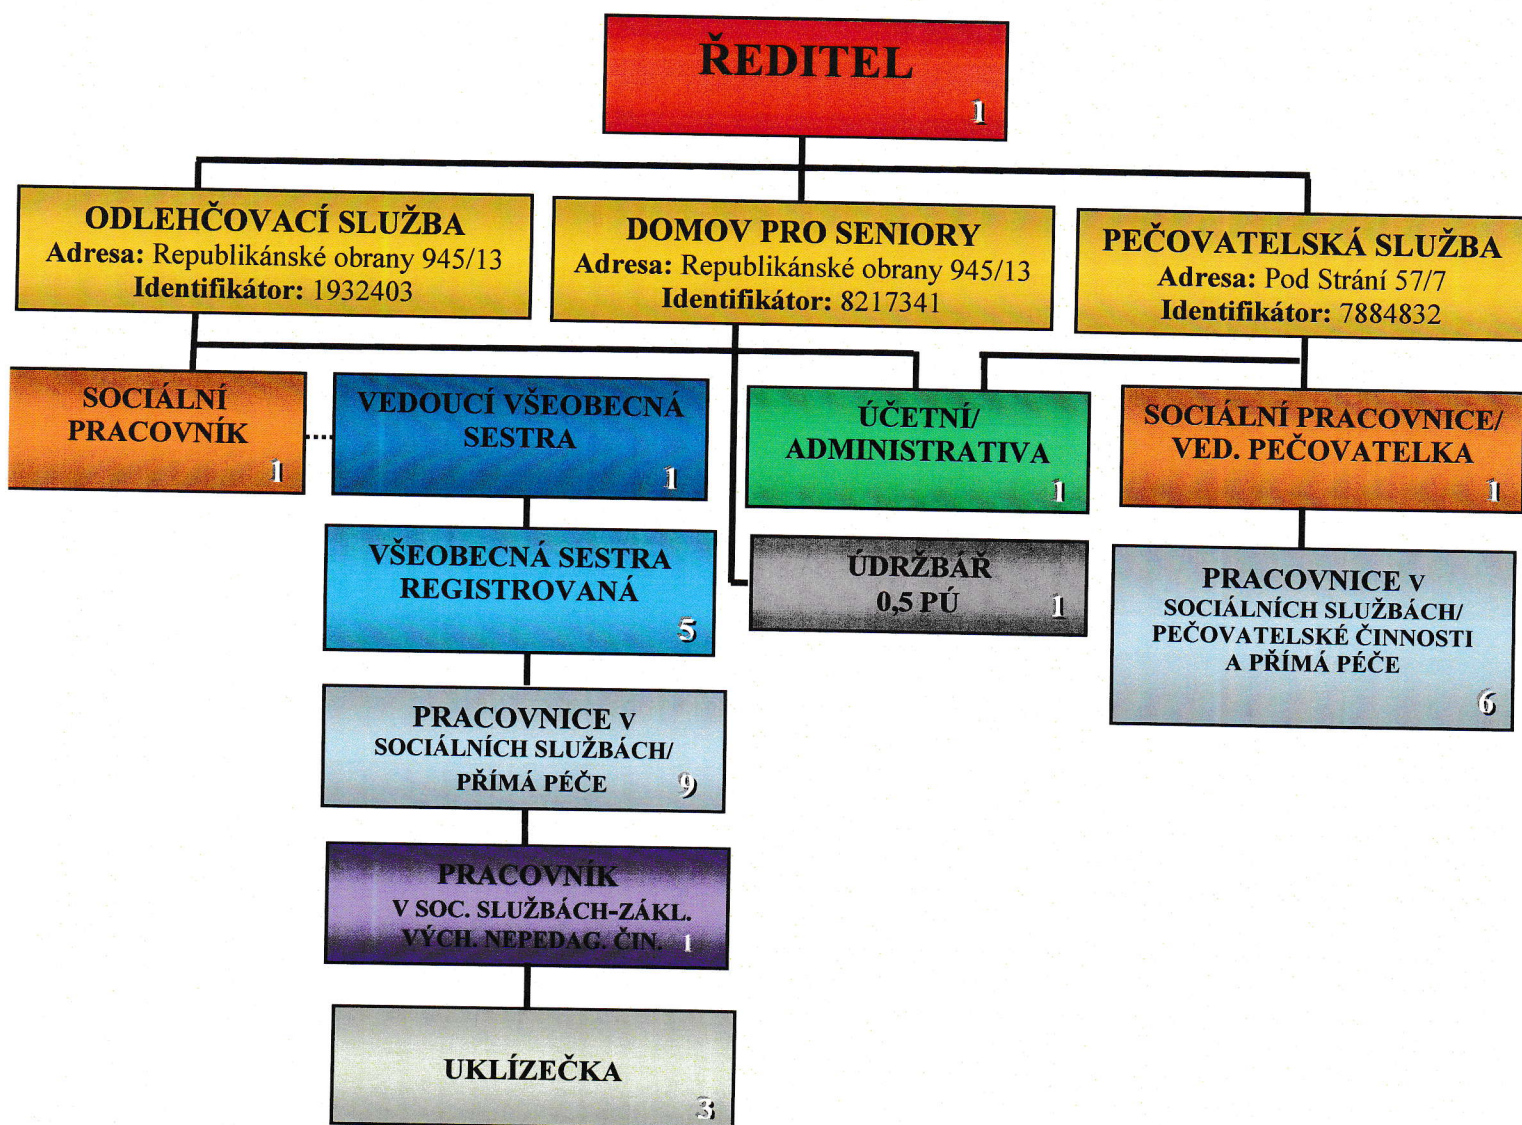 ŘEDITEL
1
ODLEHČOVACÍ SLUŽBA
Adresa: Republikánské obrany 945/13
Identifikátor: 1932403
DOMOV PRO SENIORY
Adresa: Republikánské obrany 945/13
Identifikátor: 8217341
PEČOVATELSKÁ SLUŽBA
Adresa: Pod Strání 57/7
Identifikátor: 7884832
SOCIÁLNÍ
PRACOVNÍK
1
VEDOUCÍ VŠEOBECNÁ
SESTRA
1
ÚČETNÍ/
ADMINISTRATIVA
1
SOCIÁLNÍ PRACOVNICE/
VED. PEČOVATELKA
1
VŠEOBECNÁ SESTRA
REGISTROVANÁ
5
ÚDRŽBÁŘ
0,5 PÚ
1
PRACOVNICE V
SOCIÁLNÍCH SLUŽBÁCH/
PEČOVATELSKÉ ČINNOSTI
A PŘÍMÁ PÉČE
6
PRACOVNICE V
SOCIÁLNÍCH SLUŽBÁCH/
PŘÍMÁ PÉČE
9
PRACOVNÍK
V SOC. SLUŽBÁCH-ZÁKL.
VÝCH. NEPEDAG. ČIN.
1
UKLÍZEČKA
3